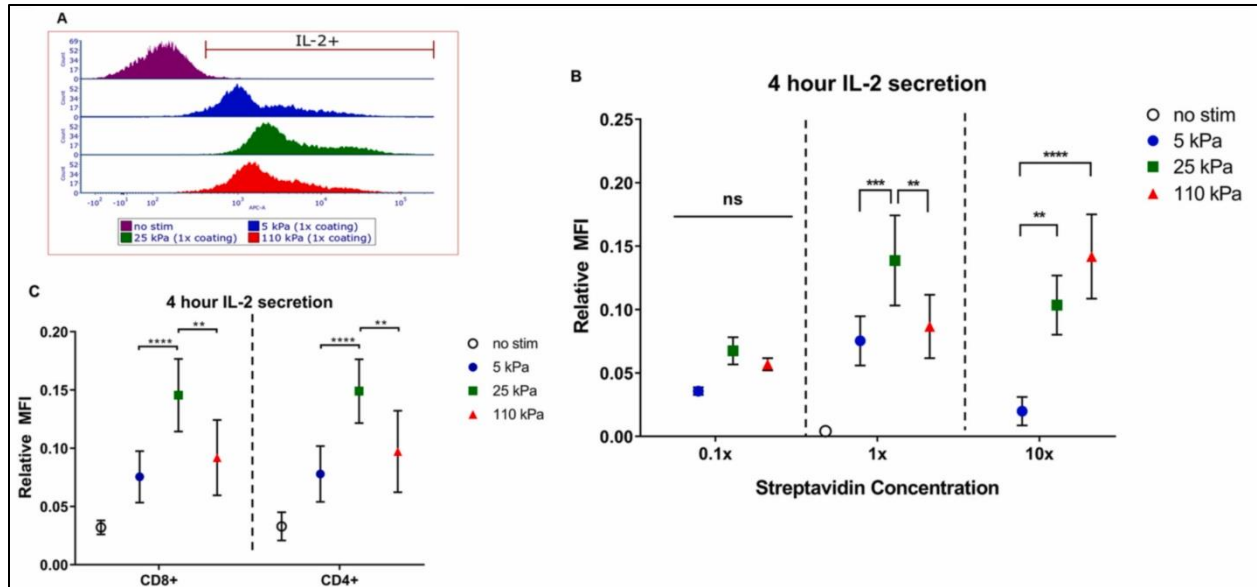 A
IL-2+
Count
69
52
34
17
0
Count
52
34
17
0
Count
52
34
17
0
Count
52
34
17
0
-10³ -10¹ 10³ 10⁴ 10⁵
APC-A
no stim 5 kPa (1x coating)
25 kPa (1x coating) 110 kPa (1x coating)
B
4 hour IL-2 secretion
Relative MFI
0.20
0.15
0.10
0.05
0.00
ns
*** **
****
**
0.1x 1x 10x
Streptavidin Concentration
no stim
5 kPa
25 kPa
110 kPa
C
4 hour IL-2 secretion
Relative MFI
0.20
0.15
0.10
0.05
0.00
**** **
**** **
CD8+ CD4+
no stim
5 kPa
25 kPa
110 kPa